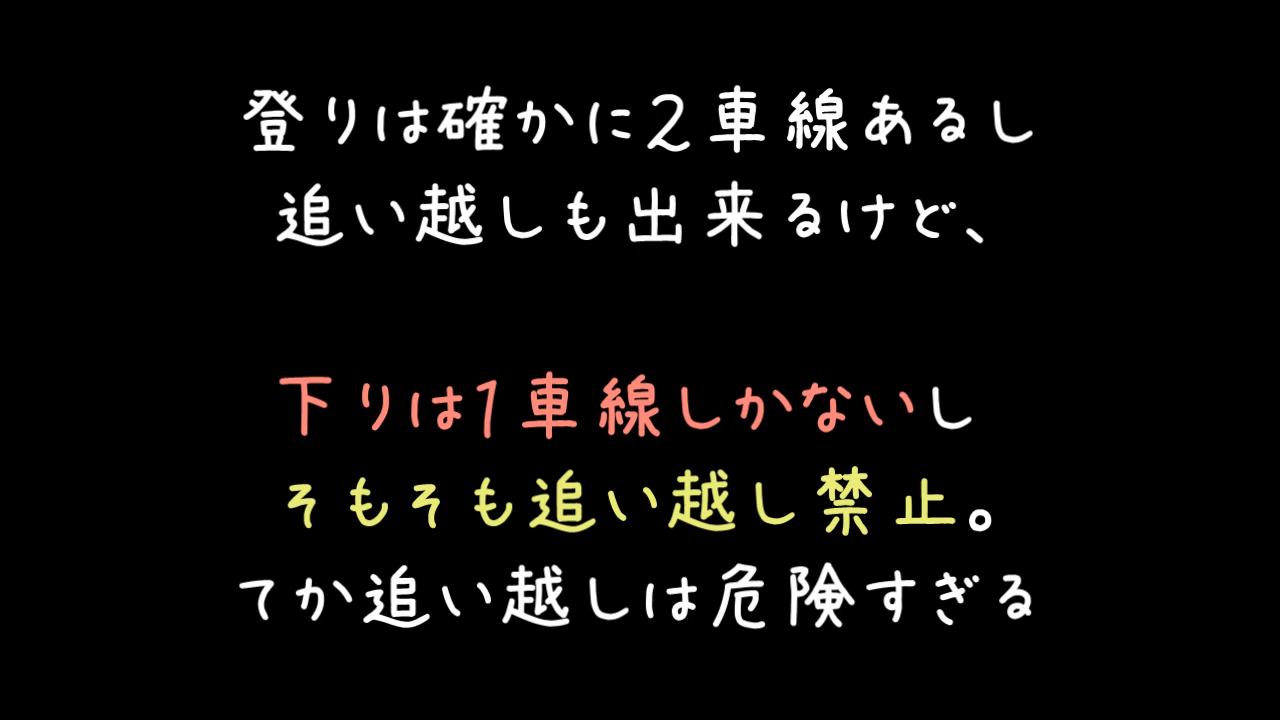 登りは確かに2車線あるし
追い越しも出来るけど、
下りは1車線しかないし
そもそも追い越し禁止。
てか追い越しは危険すぎる